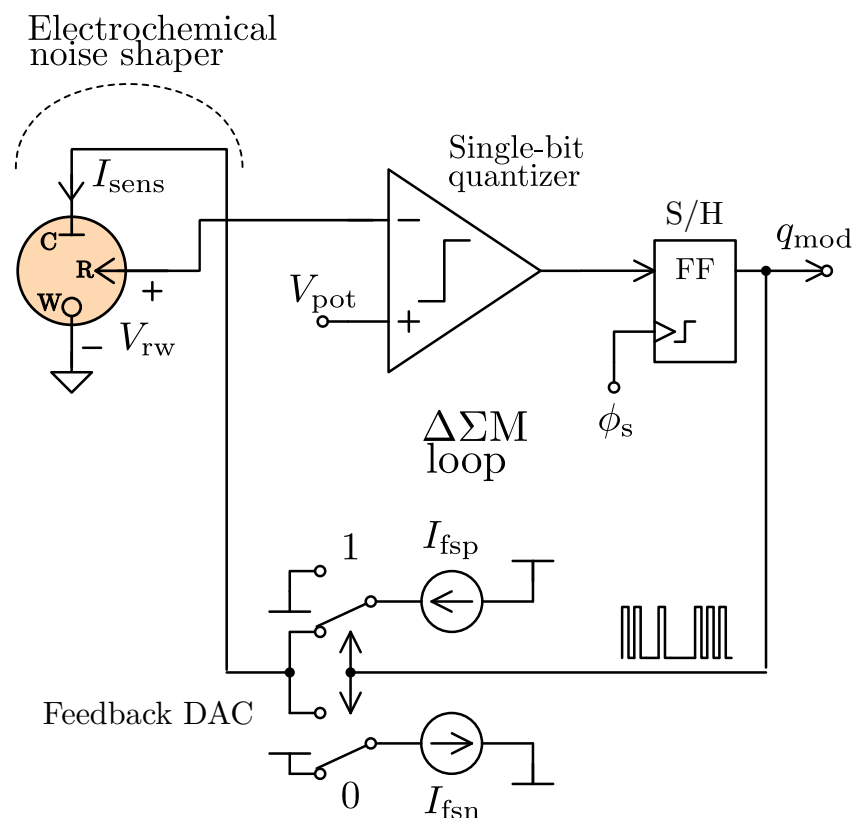 Electrochemical
noise shaper
I_sens
Single-bit
quantizer
S/H
q_mod
C
R
W
+
−
V_rw
V_pot
−
+
FF
ϕ_s
ΔΣM
loop
1
I_fsp
Feedback DAC
0
I_fsn